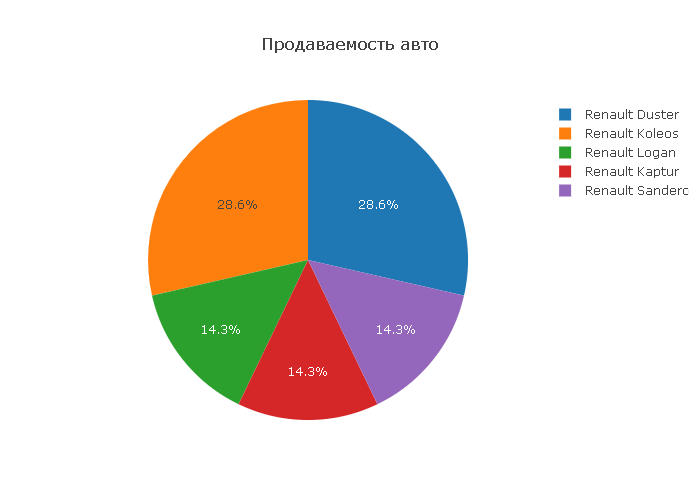 Продаваемость авто
Renault Duster
Renault Koleos
Renault Logan
Renault Kaptur
Renault Sanderc
28.6%
28.6%
14.3%
14.3%
14.3%